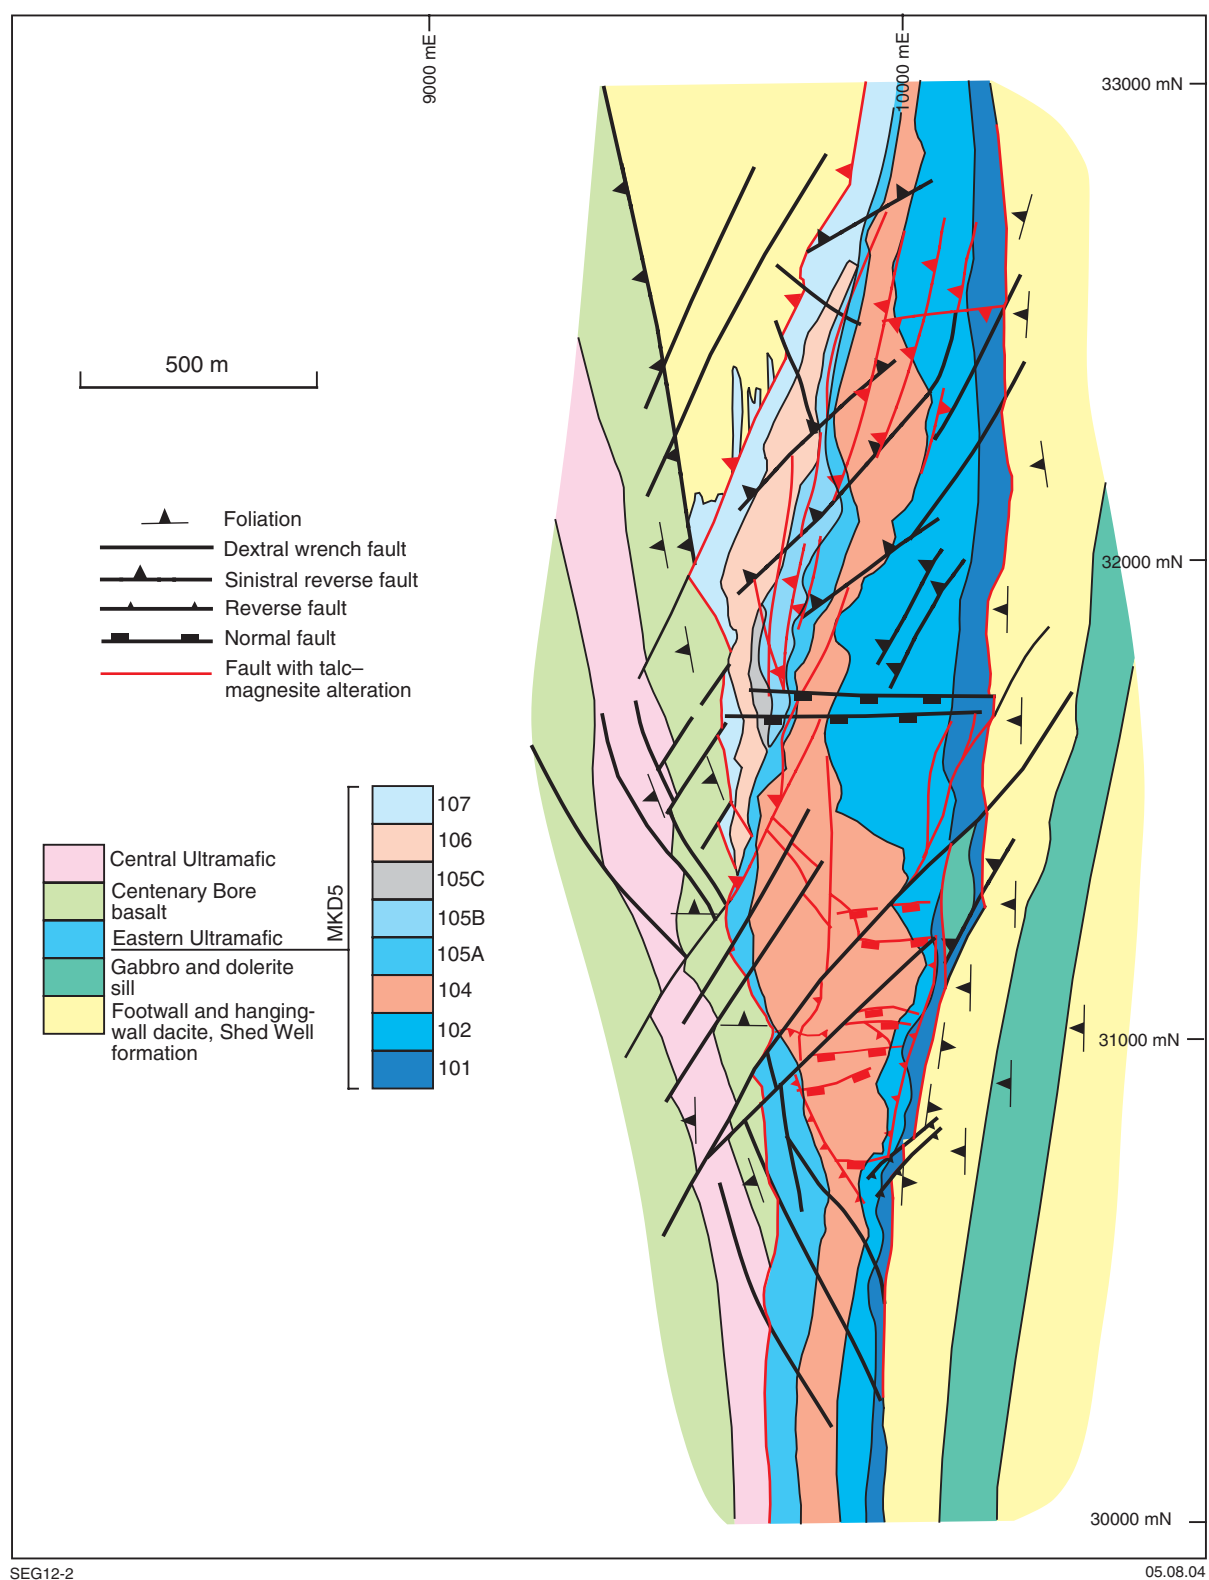 9000 mE
10000 mE
33000 mN
500 m
Foliation
Dextral wrench fault
Sinistral reverse fault
Reverse fault
Normal fault
Fault with talc–
magnesite alteration
32000 mN
Central Ultramafic
Centenary Bore
basalt
Eastern Ultramafic
Gabbro and dolerite
sill
Footwall and hanging-
wall dacite, Shed Well
formation
MKD5
107
106
105C
105B
105A
104
102
101
31000 mN
30000 mN
SEG12-2
05.08.04